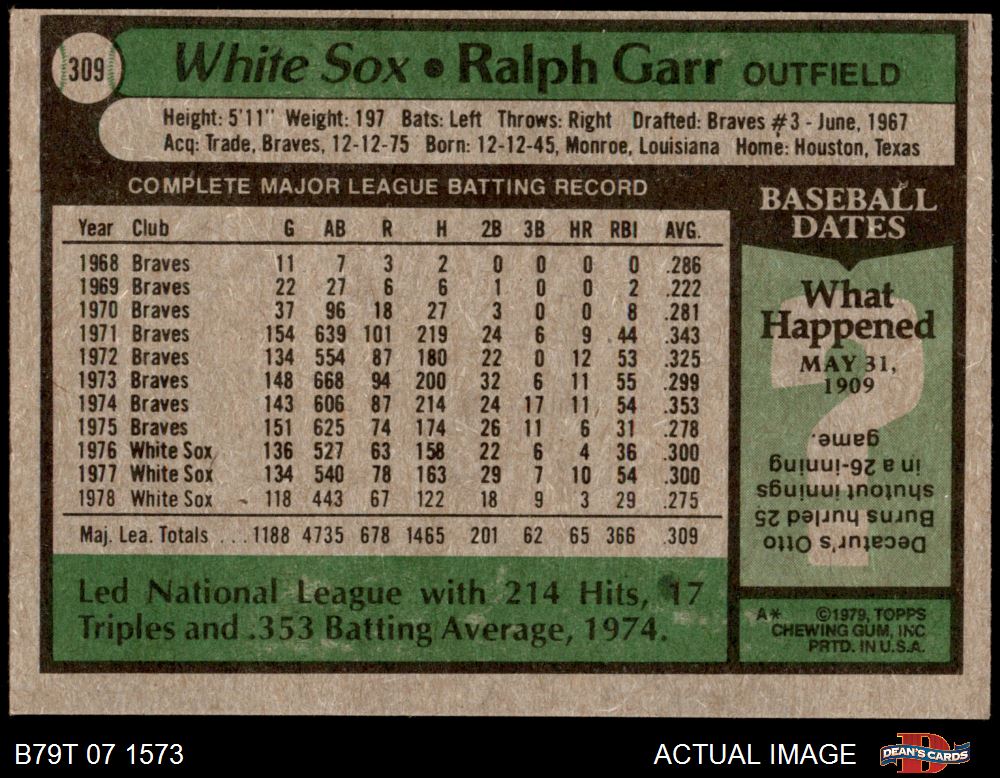 309
White Sox • Ralph Garr OUTFIELD
Height: 5'11" Weight: 197 Bats: Left Throws: Right Drafted: Braves #3 - June, 1967
Acq: Trade, Braves, 12-12-75 Born: 12-12-45, Monroe, Louisiana Home: Houston, Texas
COMPLETE MAJOR LEAGUE BATTING RECORD
Year Club G AB R H 2B 3B HR RBI AVG.
1968 Braves 11 7 3 2 0 0 0 0 .286
1969 Braves 22 27 6 6 1 0 0 2 .222
1970 Braves 37 96 18 27 3 0 0 8 .281
1971 Braves 154 639 101 219 24 6 9 44 .343
1972 Braves 134 554 87 180 22 0 12 53 .325
1973 Braves 148 668 94 200 32 6 11 55 .299
1974 Braves 143 606 87 214 24 17 11 54 .353
1975 Braves 151 625 74 174 26 11 6 31 .278
1976 White Sox 136 527 63 158 22 6 4 36 .300
1977 White Sox 134 540 78 163 29 7 10 54 .300
1978 White Sox 118 443 67 122 18 9 3 29 .275
Maj. Lea. Totals ... 1188 4735 678 1465 201 62 65 366 .309
Led National League with 214 Hits, 17
Triples and .353 Batting Average, 1974.
BASEBALL
DATES
What
Happened
MAY 31,
1909
?
Decatur's Otto
Burns hurled 25
shutout innings
in a 26-inning
game.
A* ©1979, TOPPS
CHEWING GUM, INC
PRTD. IN U.S.A.
B79T 07 1573
ACTUAL IMAGE
DEAN'S CARDS